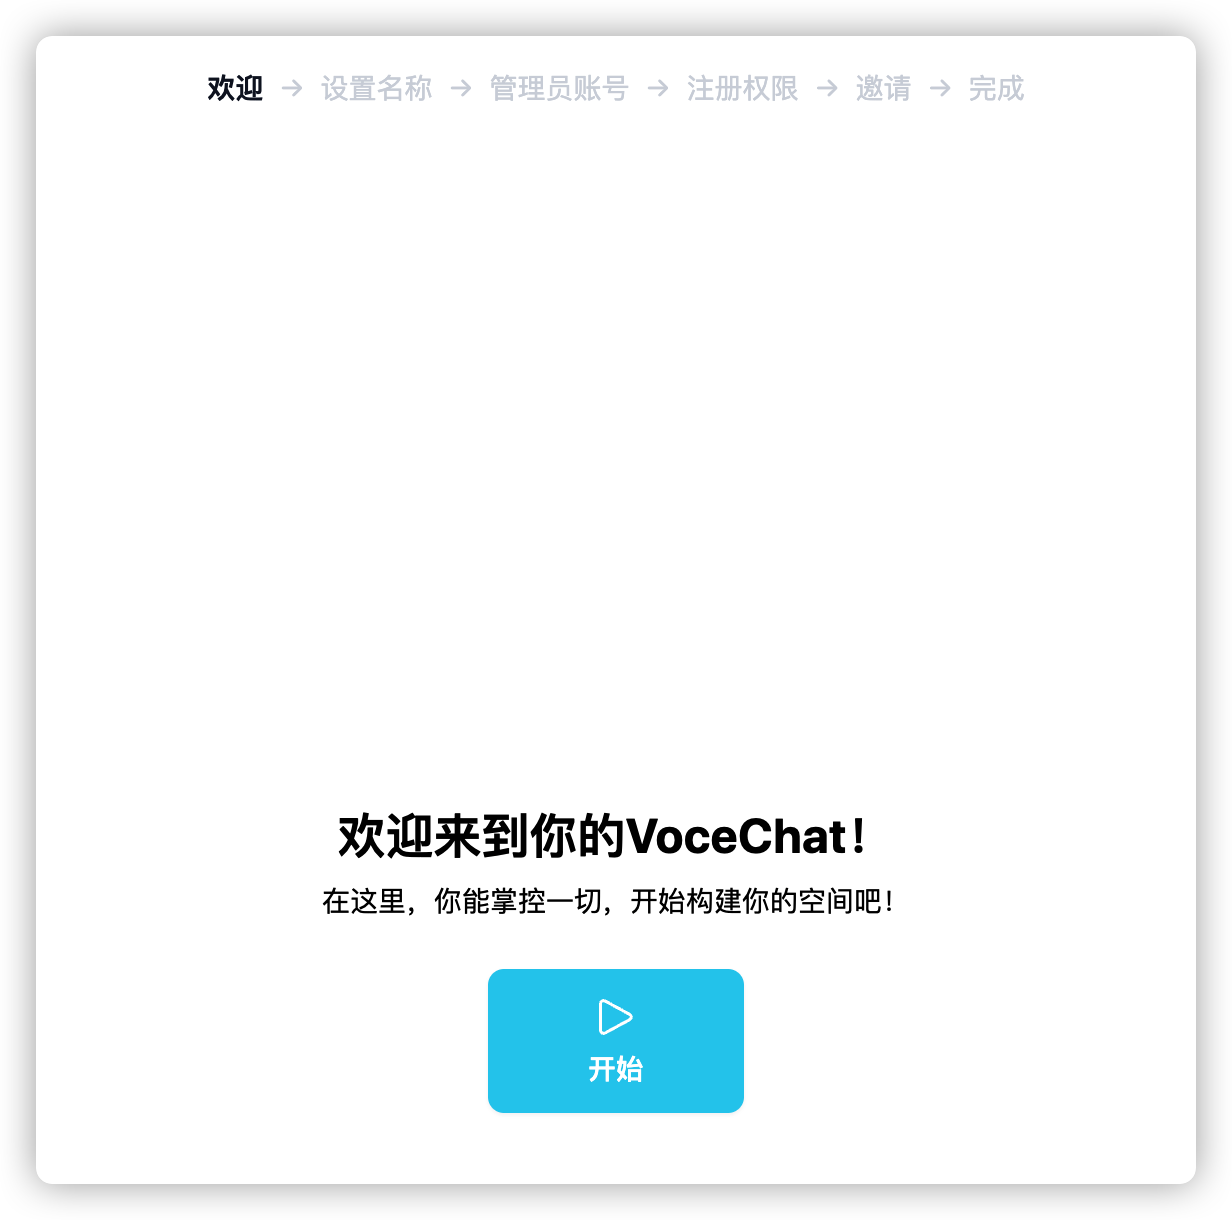 欢迎 → 设置名称 → 管理员账号 → 注册权限 → 邀请 → 完成
欢迎来到你的VoceChat！
在这里，你能掌控一切，开始构建你的空间吧！
开始